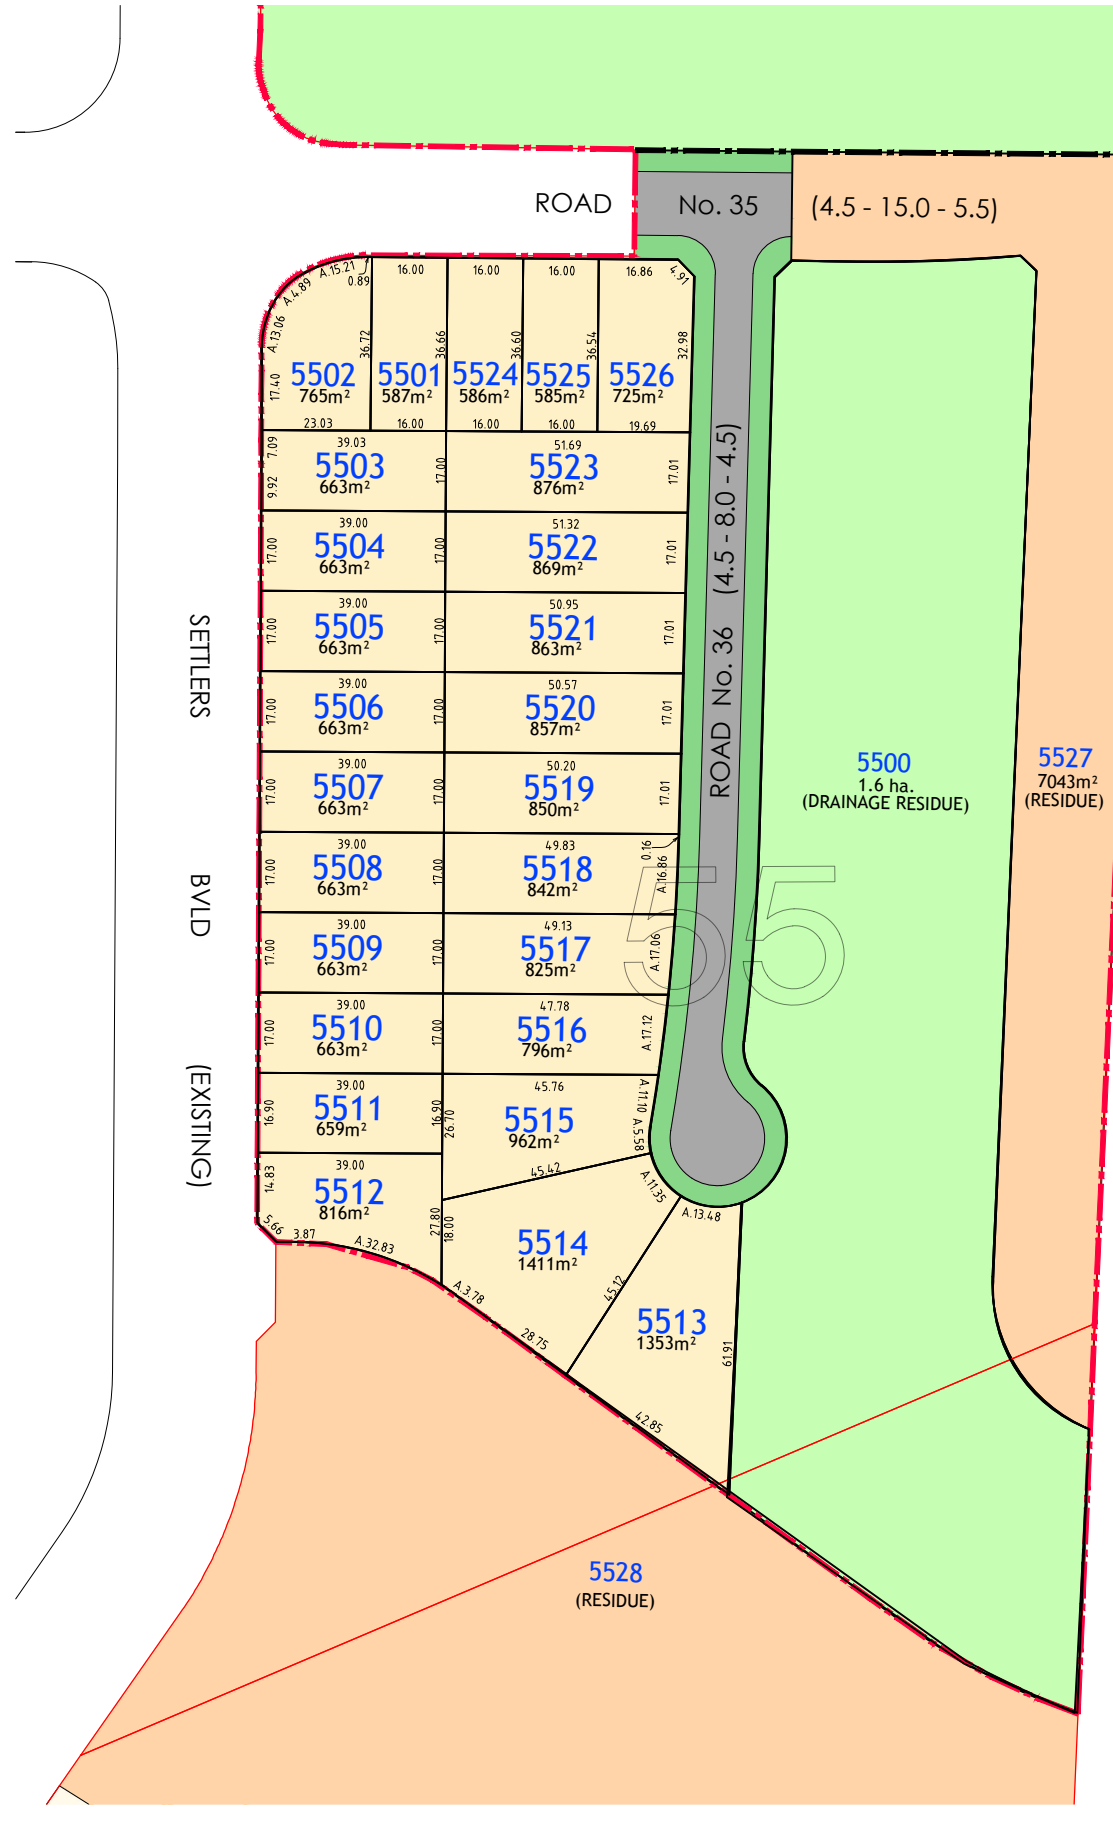 ROAD No. 35 (4.5 - 15.0 - 5.5)
A.13.06
A.4.89
A.15.21
0.89
16.00
16.00
16.00
16.86
4.91
36.72
36.66
36.60
36.54
32.98
17.40
5502
765m²
5501
587m²
5524
586m²
5525
585m²
5526
725m²
23.03
16.00
16.00
16.00
19.69
7.09
9.92
39.03
5503
663m²
17.00
51.69
5523
876m²
17.01
17.00
39.00
5504
663m²
17.00
51.32
5522
869m²
17.01
17.00
39.00
5505
663m²
17.00
50.95
5521
863m²
17.01
17.00
39.00
5506
663m²
17.00
50.57
5520
857m²
17.01
17.00
39.00
5507
663m²
17.00
50.20
5519
850m²
17.01
17.00
39.00
5508
663m²
17.00
49.83
5518
842m²
0.16
A.16.86
17.00
39.00
5509
663m²
17.00
49.13
5517
825m²
A.17.06
17.00
39.00
5510
663m²
17.00
47.78
5516
796m²
A.17.12
16.90
39.00
5511
659m²
16.90
26.70
45.76
5515
962m²
A.11.10
A.5.58
45.42
14.83
39.00
5512
816m²
5.66
3.87
A.32.83
27.80
18.00
5514
1411m²
A.11.35
A.13.48
A.3.78
28.75
45.12
5513
1353m²
61.91
42.85
ROAD No. 36 (4.5 - 8.0 - 4.5)
55
SETTLERS
BVLD
(EXISTING)
5500
1.6 ha.
(DRAINAGE RESIDUE)
5527
7043m²
(RESIDUE)
5528
(RESIDUE)